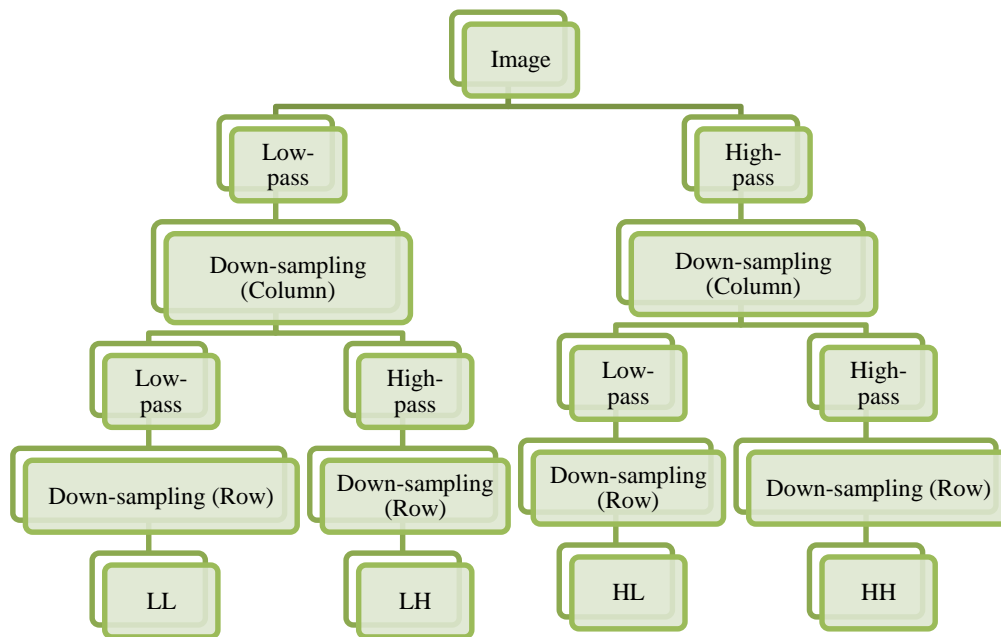 Image
Low-
pass
High-
pass
Down-sampling
(Column)
Down-sampling
(Column)
Low-
pass
High-
pass
Low-
pass
High-
pass
Down-sampling (Row)
Down-sampling
(Row)
Down-sampling
(Row)
Down-sampling (Row)
LL
LH
HL
HH